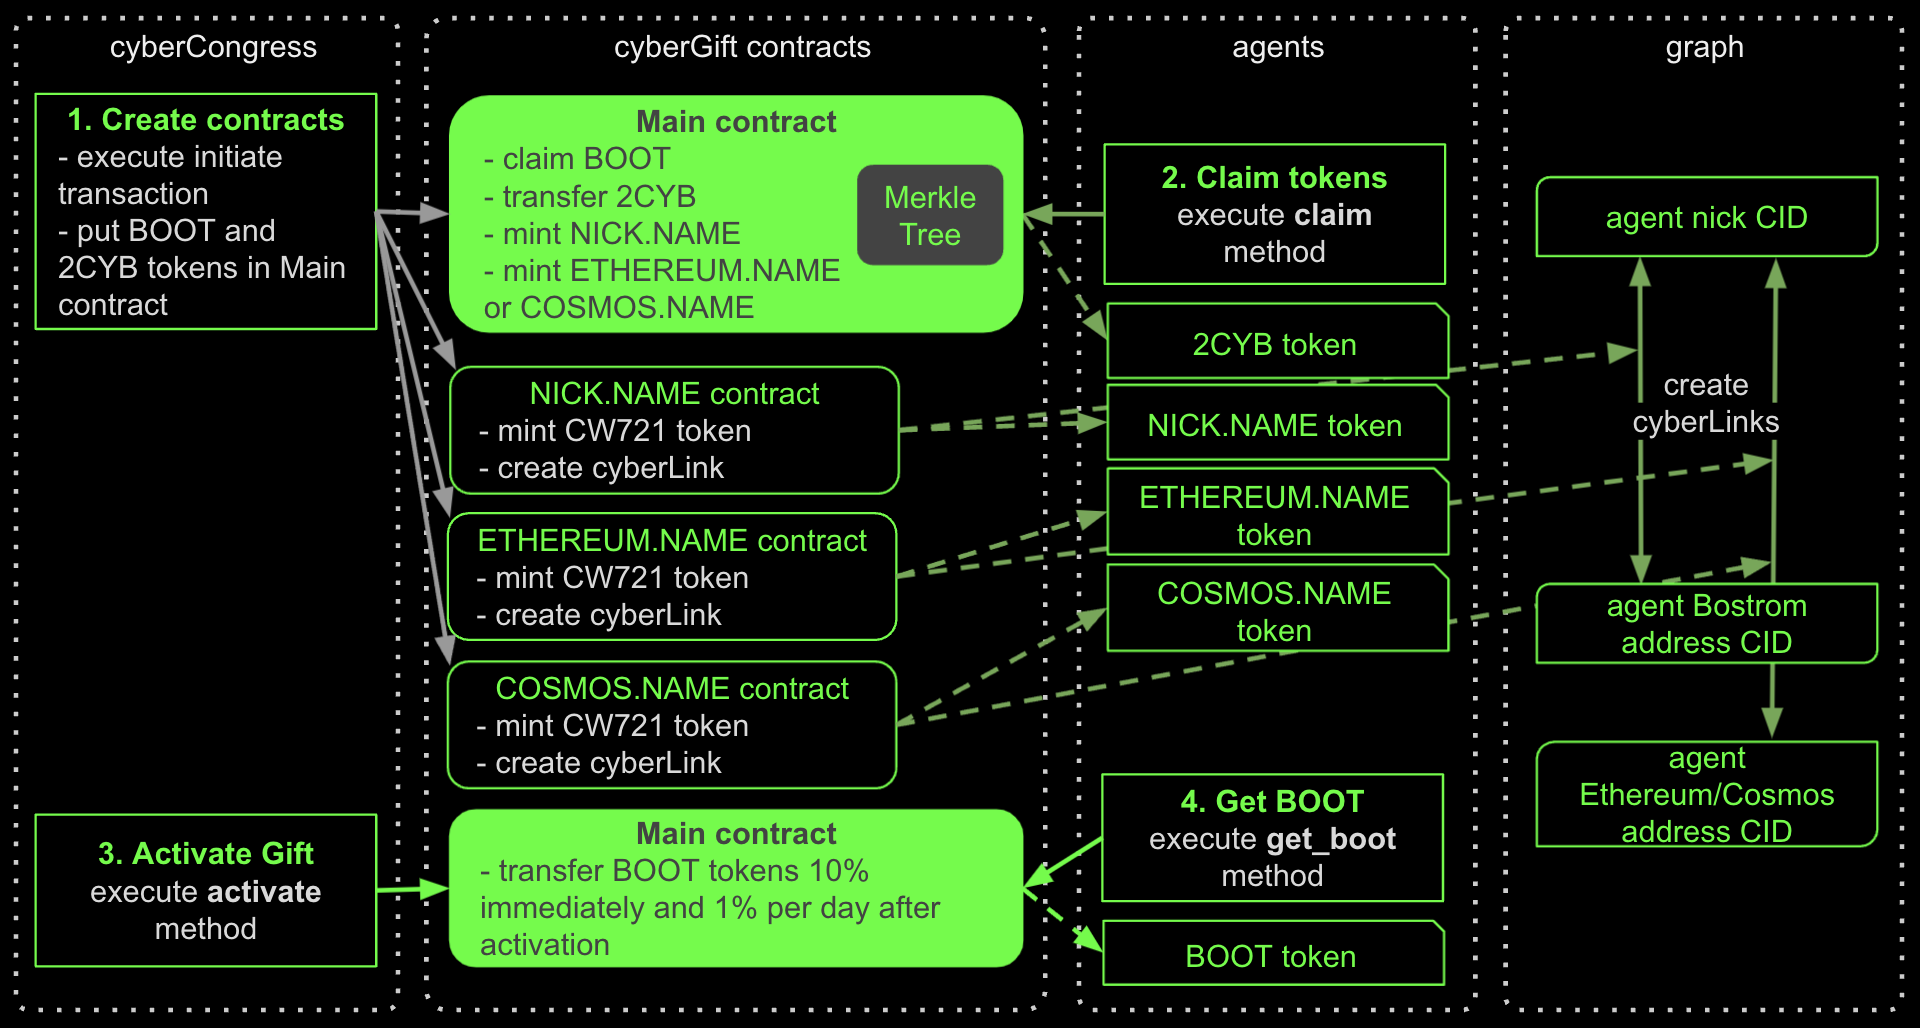 cyberCongress
1. Create contracts
- execute initiate
transaction
- put BOOT and
2CYB tokens in Main
contract
3. Activate Gift
execute activate
method
cyberGift contracts
Main contract
- claim BOOT
- transfer 2CYB
- mint NICK.NAME
- mint ETHEREUM.NAME
or COSMOS.NAME
Merkle
Tree
NICK.NAME contract
- mint CW721 token
- create cyberLink
ETHEREUM.NAME contract
- mint CW721 token
- create cyberLink
COSMOS.NAME contract
- mint CW721 token
- create cyberLink
Main contract
- transfer BOOT tokens 10%
immediately and 1% per day after
activation
agents
2. Claim tokens
execute claim
method
2CYB token
NICK.NAME token
ETHEREUM.NAME
token
COSMOS.NAME
token
4. Get BOOT
execute get_boot
method
BOOT token
graph
agent nick CID
create
cyberLinks
agent Bostrom
address CID
agent
Ethereum/Cosmos
address CID